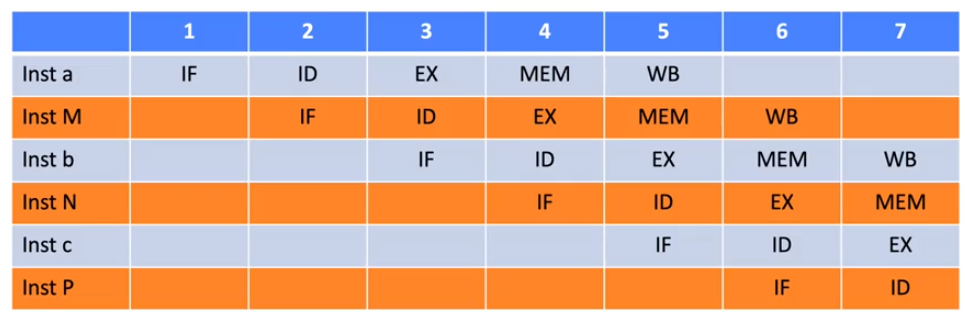 1 2 3 4 5 6 7
Inst a IF ID EX MEM WB
Inst M IF ID EX MEM WB
Inst b IF ID EX MEM WB
Inst N IF ID EX MEM
Inst c IF ID EX
Inst P IF ID